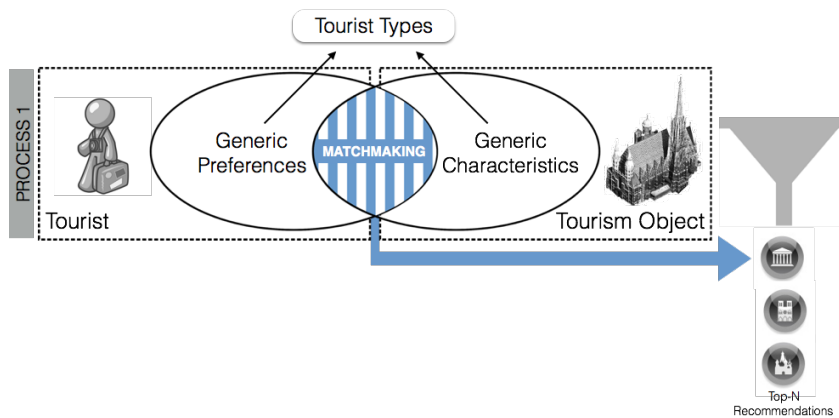 Tourist Types
PROCESS 1
Generic
Preferences
MATCHMAKING
Generic
Characteristics
Tourist
Tourism Object
Top-N
Recommendations